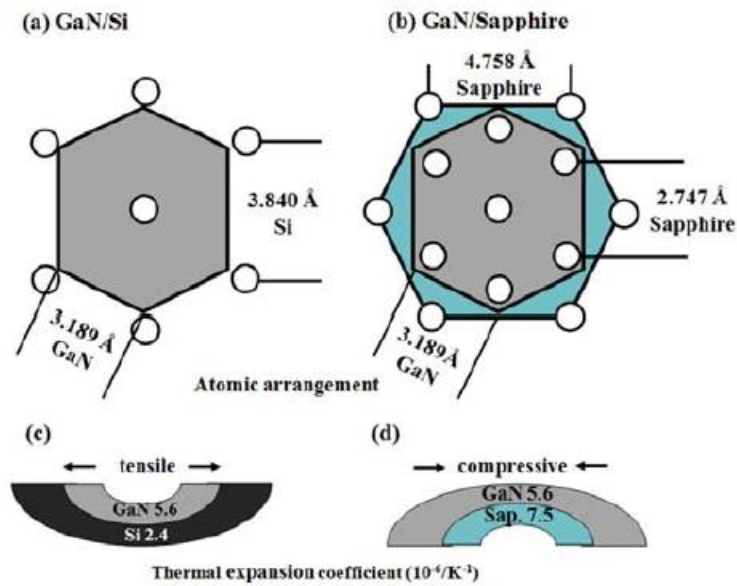 (a) GaN/Si
(b) GaN/Sapphire
4.758 Å
Sapphire
3.840 Å
Si
2.747 Å
Sapphire
3.189 Å
GaN
3.189Å
GaN
Atomic arrangement
(c)
tensile
GaN 5.6
Si 2.4
(d)
compressive
GaN 5.6
Sap. 7.5
Thermal expansion coefficient (10⁻⁶/K⁻¹)